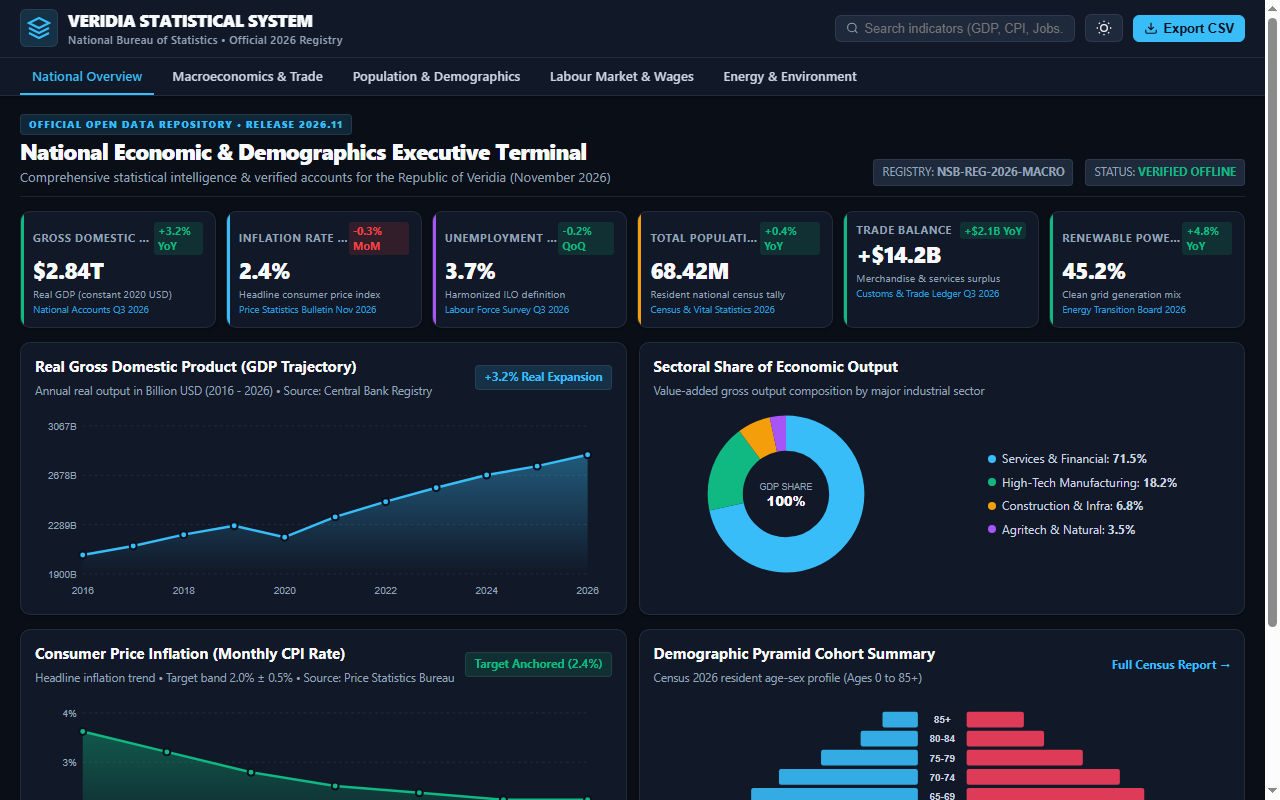 VERIDIA STATISTICAL SYSTEM
National Bureau of Statistics • Official 2026 Registry
Search indicators (GDP, CPI, Jobs.
Export CSV
National Overview
Macroeconomics & Trade
Population & Demographics
Labour Market & Wages
Energy & Environment
OFFICIAL OPEN DATA REPOSITORY • RELEASE 2026.11
National Economic & Demographics Executive Terminal
Comprehensive statistical intelligence & verified accounts for the Republic of Veridia (November 2026)
REGISTRY: NSB-REG-2026-MACRO
STATUS: VERIFIED OFFLINE
GROSS DOMESTIC ...
+3.2% YoY
$2.84T
Real GDP (constant 2020 USD)
National Accounts Q3 2026
INFLATION RATE ...
-0.3% MoM
2.4%
Headline consumer price index
Price Statistics Bulletin Nov 2026
UNEMPLOYMENT ...
-0.2% QoQ
3.7%
Harmonized ILO definition
Labour Force Survey Q3 2026
TOTAL POPULATI...
+0.4% YoY
68.42M
Resident national census tally
Census & Vital Statistics 2026
TRADE BALANCE
+$2.1B YoY
+$14.2B
Merchandise & services surplus
Customs & Trade Ledger Q3 2026
RENEWABLE POWE...
+4.8% YoY
45.2%
Clean grid generation mix
Energy Transition Board 2026
Real Gross Domestic Product (GDP Trajectory)
Annual real output in Billion USD (2016 - 2026) • Source: Central Bank Registry
+3.2% Real Expansion
3067B
2678B
2289B
1900B
2016
2018
2020
2022
2024
2026
Sectoral Share of Economic Output
Value-added gross output composition by major industrial sector
GDP SHARE
100%
Services & Financial: 71.5%
High-Tech Manufacturing: 18.2%
Construction & Infra: 6.8%
Agritech & Natural: 3.5%
Consumer Price Inflation (Monthly CPI Rate)
Headline inflation trend • Target band 2.0% ± 0.5% • Source: Price Statistics Bureau
Target Anchored (2.4%)
4%
3%
Demographic Pyramid Cohort Summary
Census 2026 resident age-sex profile (Ages 0 to 85+)
Full Census Report →
85+
80-84
75-79
70-74
65-69